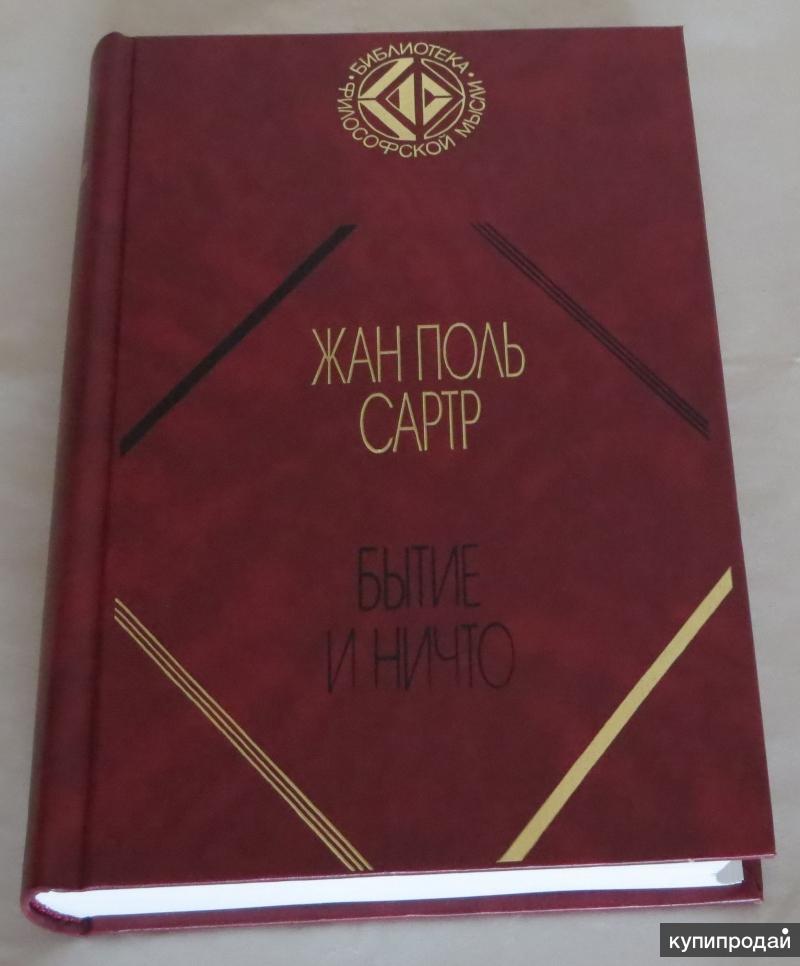 БИБЛИОТЕКА
ФИЛОСОФСКОЙ МЫСЛИ
ЖАН ПОЛЬ
САРТР
БЫТИЕ
И НИЧТО
купипродай